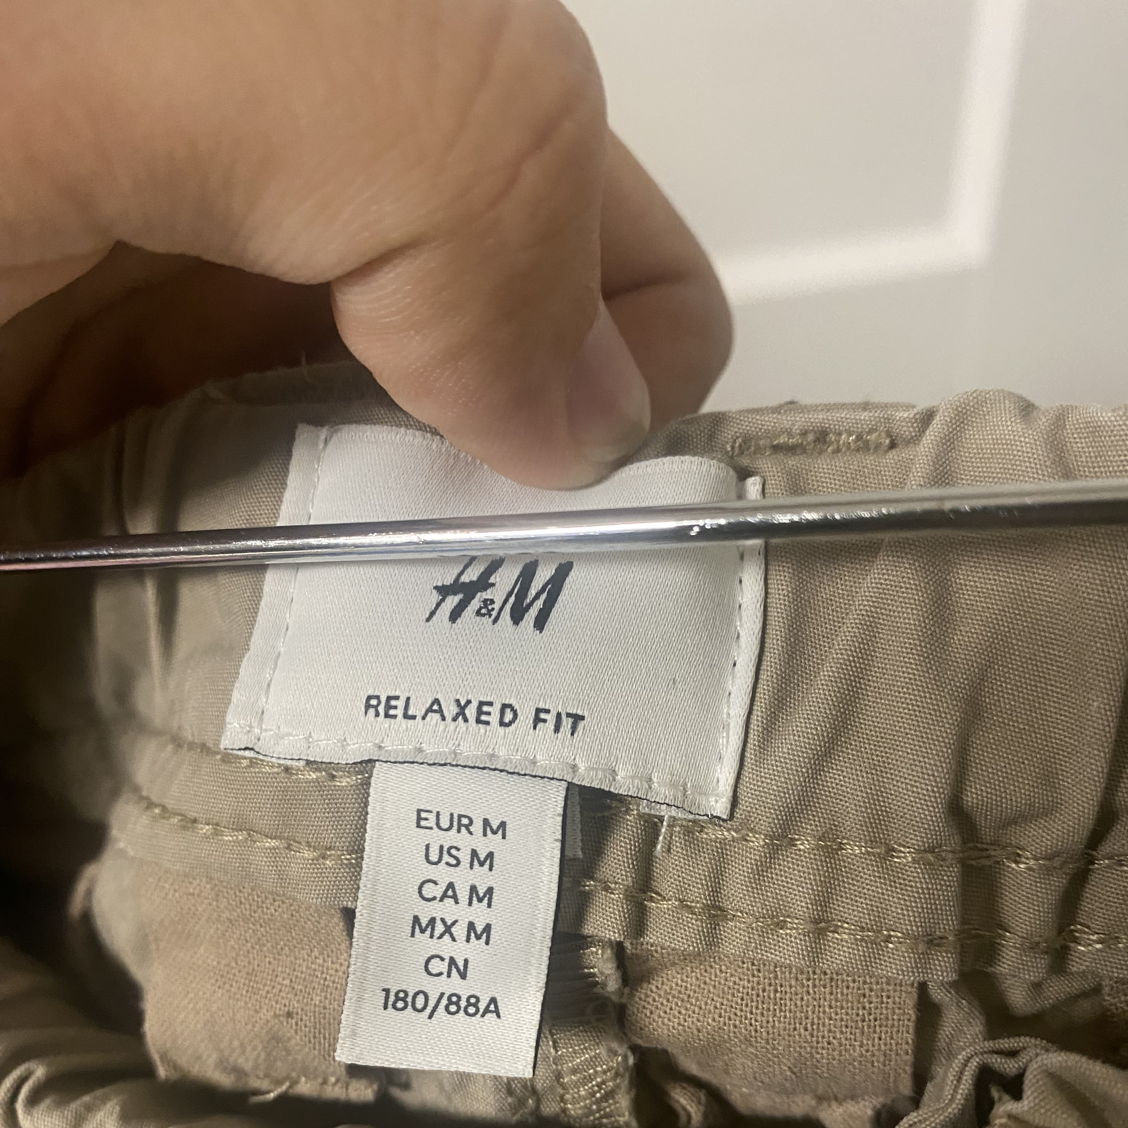 H&M
RELAXED FIT
EUR M
US M
CA M
MX M
CN
180/88A